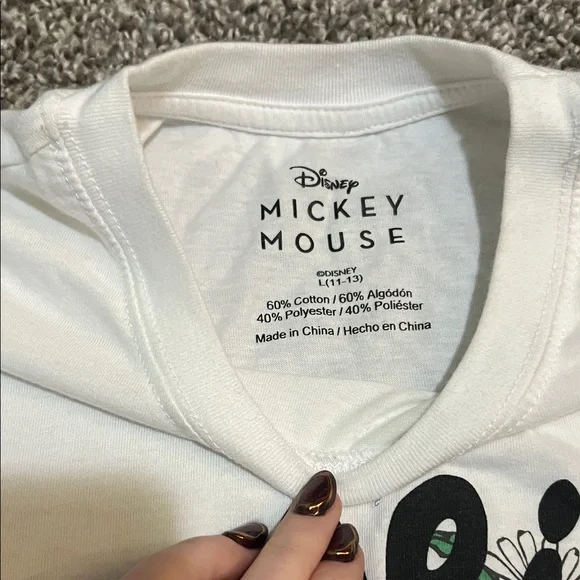 Disney
MICKEY
MOUSE
©DISNEY
L(11-13)
60% Cotton / 60% Algódón
40% Polyester / 40% Poliéster
Made in China / Hecho en China